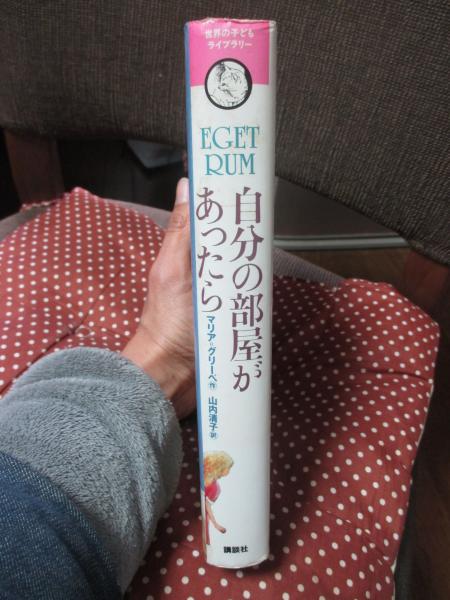 世界の子ども
ライブラリー
EGET
RUM
自分の部屋が
あったら
マリア＝グリーペ作
山内清子訳
講談社